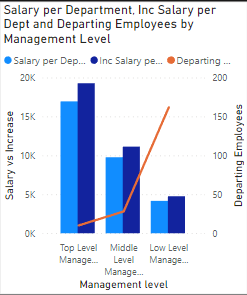 Salary per Department, Inc Salary per
Dept and Departing Employees by
Management Level
Salary per Dep... Inc Salary pe... Departing ...
20K 200
15K 150
10K 100
5K 50
0K 0
Salary vs Increase
Departing Employees
Top Level
Manage...
Middle
Level
Manage...
Low Level
Manage...
Management level